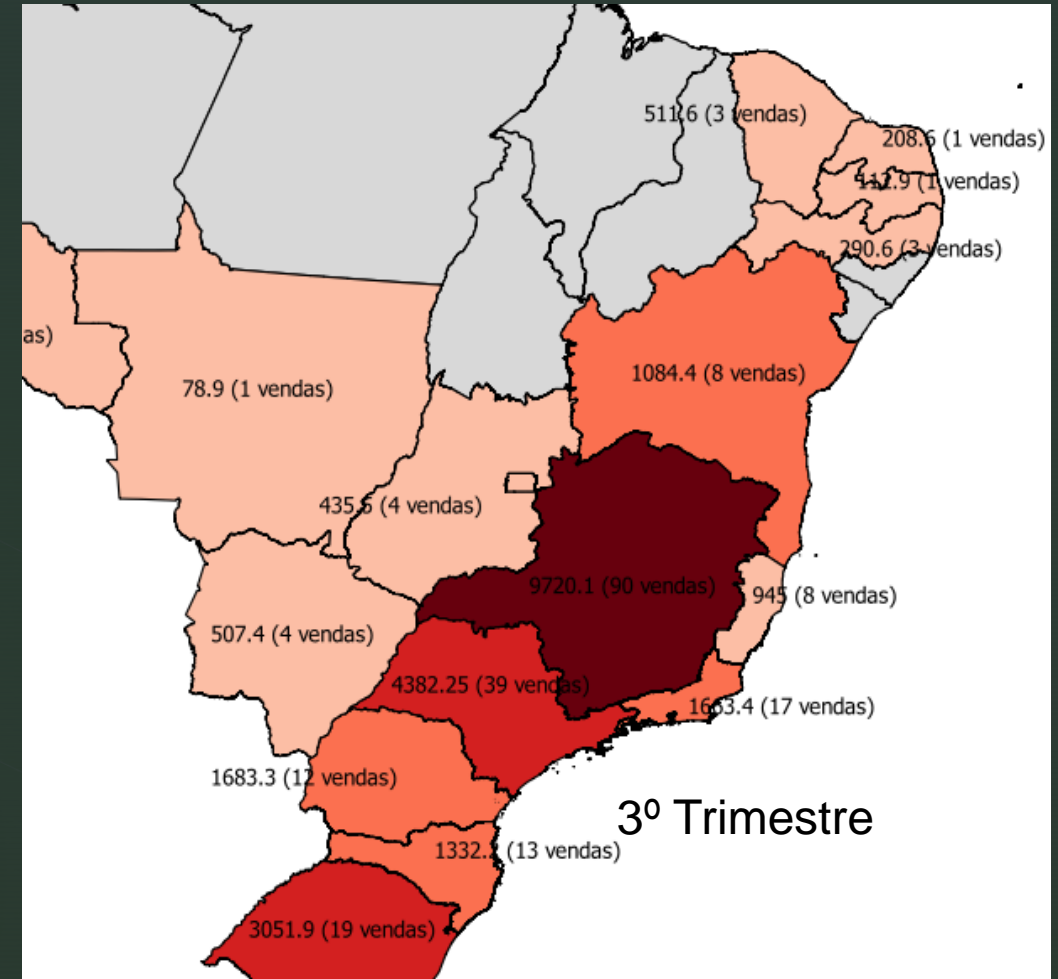 511.6 (3 vendas)
208.6 (1 vendas)
112.9 (1 vendas)
290.6 (3 vendas)
as)
1084.4 (8 vendas)
78.9 (1 vendas)
435.6 (4 vendas)
9720.1 (90 vendas)
945 (8 vendas)
507.4 (4 vendas)
4382.25 (39 vendas)
(17 vendas)
1683.3 (12 vendas)
3º Trimestre
(13 vendas)
3051.9 (19 vendas)